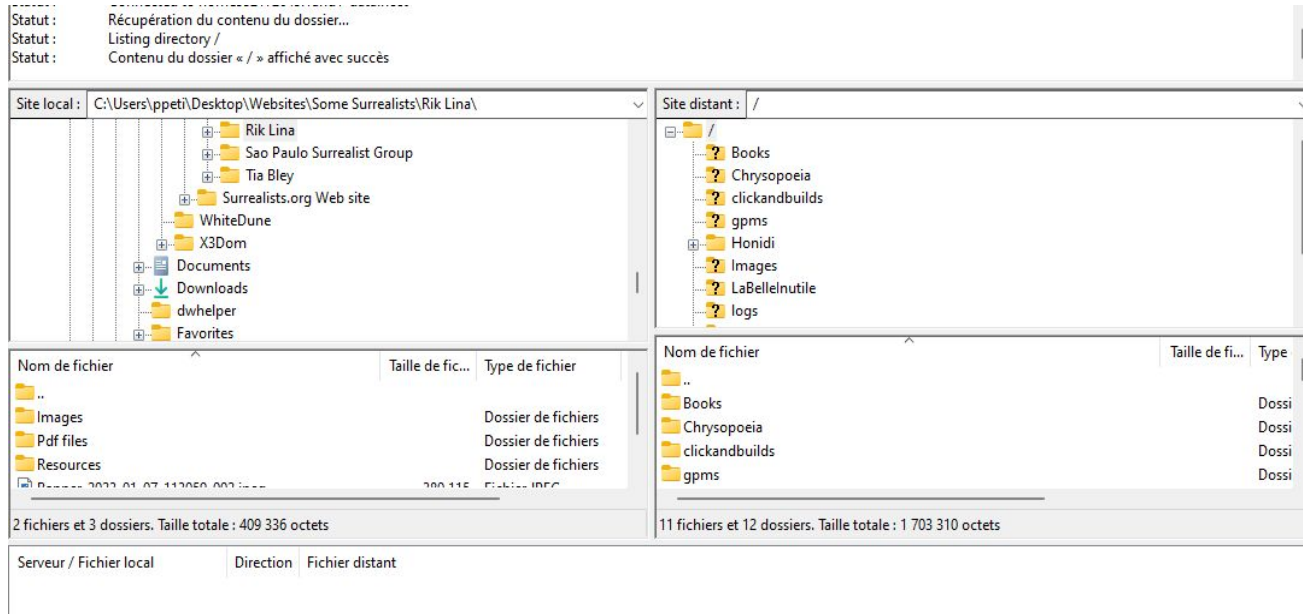 Statut : Récupération du contenu du dossier...
Statut : Listing directory /
Statut : Contenu du dossier « / » affiché avec succès
Site local : C:\Users\ppeti\Desktop\Websites\Some Surrealists\Rik Lina\
Rik Lina
Sao Paulo Surrealist Group
Tia Bley
Surrealists.org Web site
WhiteDune
X3Dom
Documents
Downloads
dwhelper
Favorites
Site distant : /
/
Books
Chrysopoeia
clickandbuilds
gpms
Honidi
Images
LaBelleInutile
logs
Nom de fichier Taille de fic... Type de fichier
..
Images Dossier de fichiers
Pdf files Dossier de fichiers
Resources Dossier de fichiers
2 fichiers et 3 dossiers. Taille totale : 409 336 octets
Nom de fichier Taille de fi... Type
..
Books Dossi
Chrysopoeia Dossi
clickandbuilds Dossi
gpms Dossi
11 fichiers et 12 dossiers. Taille totale : 1 703 310 octets
Serveur / Fichier local Direction Fichier distant